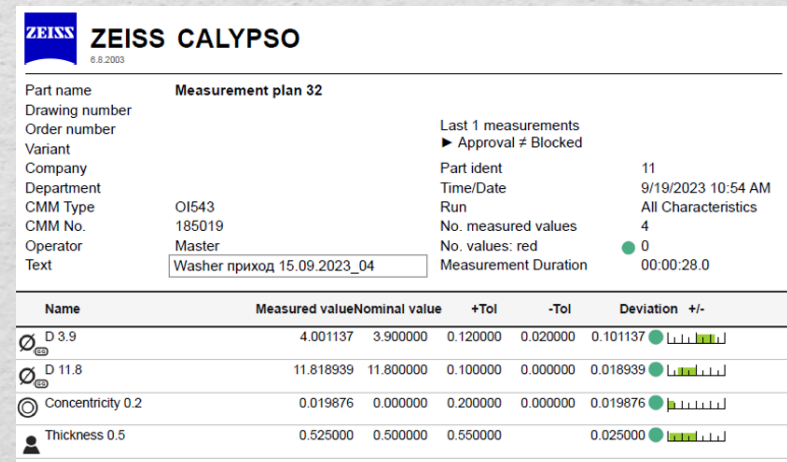 ZEISS
ZEISS CALYPSO
6.8.2003
Part name Measurement plan 32
Drawing number
Order number
Variant
Company
Department
CMM Type OI543
CMM No. 185019
Operator Master
Text Washer приход 15.09.2023_04
Last 1 measurements
► Approval ≠ Blocked
Part ident 11
Time/Date 9/19/2023 10:54 AM
Run All Characteristics
No. measured values 4
No. values: red 0
Measurement Duration 00:00:28.0
Name Measured value Nominal value +Tol -Tol Deviation +/-
D 3.9 4.001137 3.900000 0.120000 0.020000 0.101137
D 11.8 11.818939 11.800000 0.100000 0.000000 0.018939
Concentricity 0.2 0.019876 0.000000 0.200000 0.000000 0.019876
Thickness 0.5 0.525000 0.500000 0.550000 0.025000